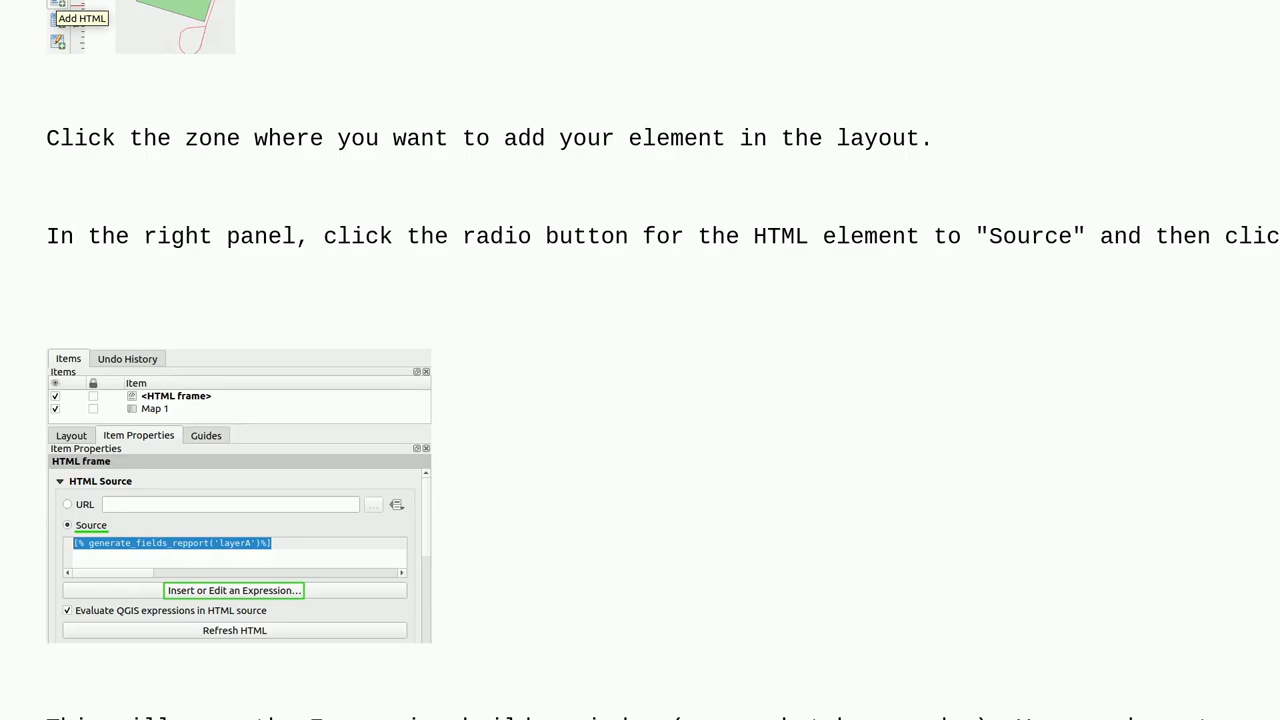 Add HTML
Click the zone where you want to add your element in the layout.
In the right panel, click the radio button for the HTML element to "Source" and then clic
Items Undo History
Items
Item
<HTML frame>
Map 1
Layout Item Properties Guides
Item Properties
HTML frame
HTML Source
URL ...
Source
[% generate_fields_repport('layerA')%]
Insert or Edit an Expression...
Evaluate QGIS expressions in HTML source
Refresh HTML